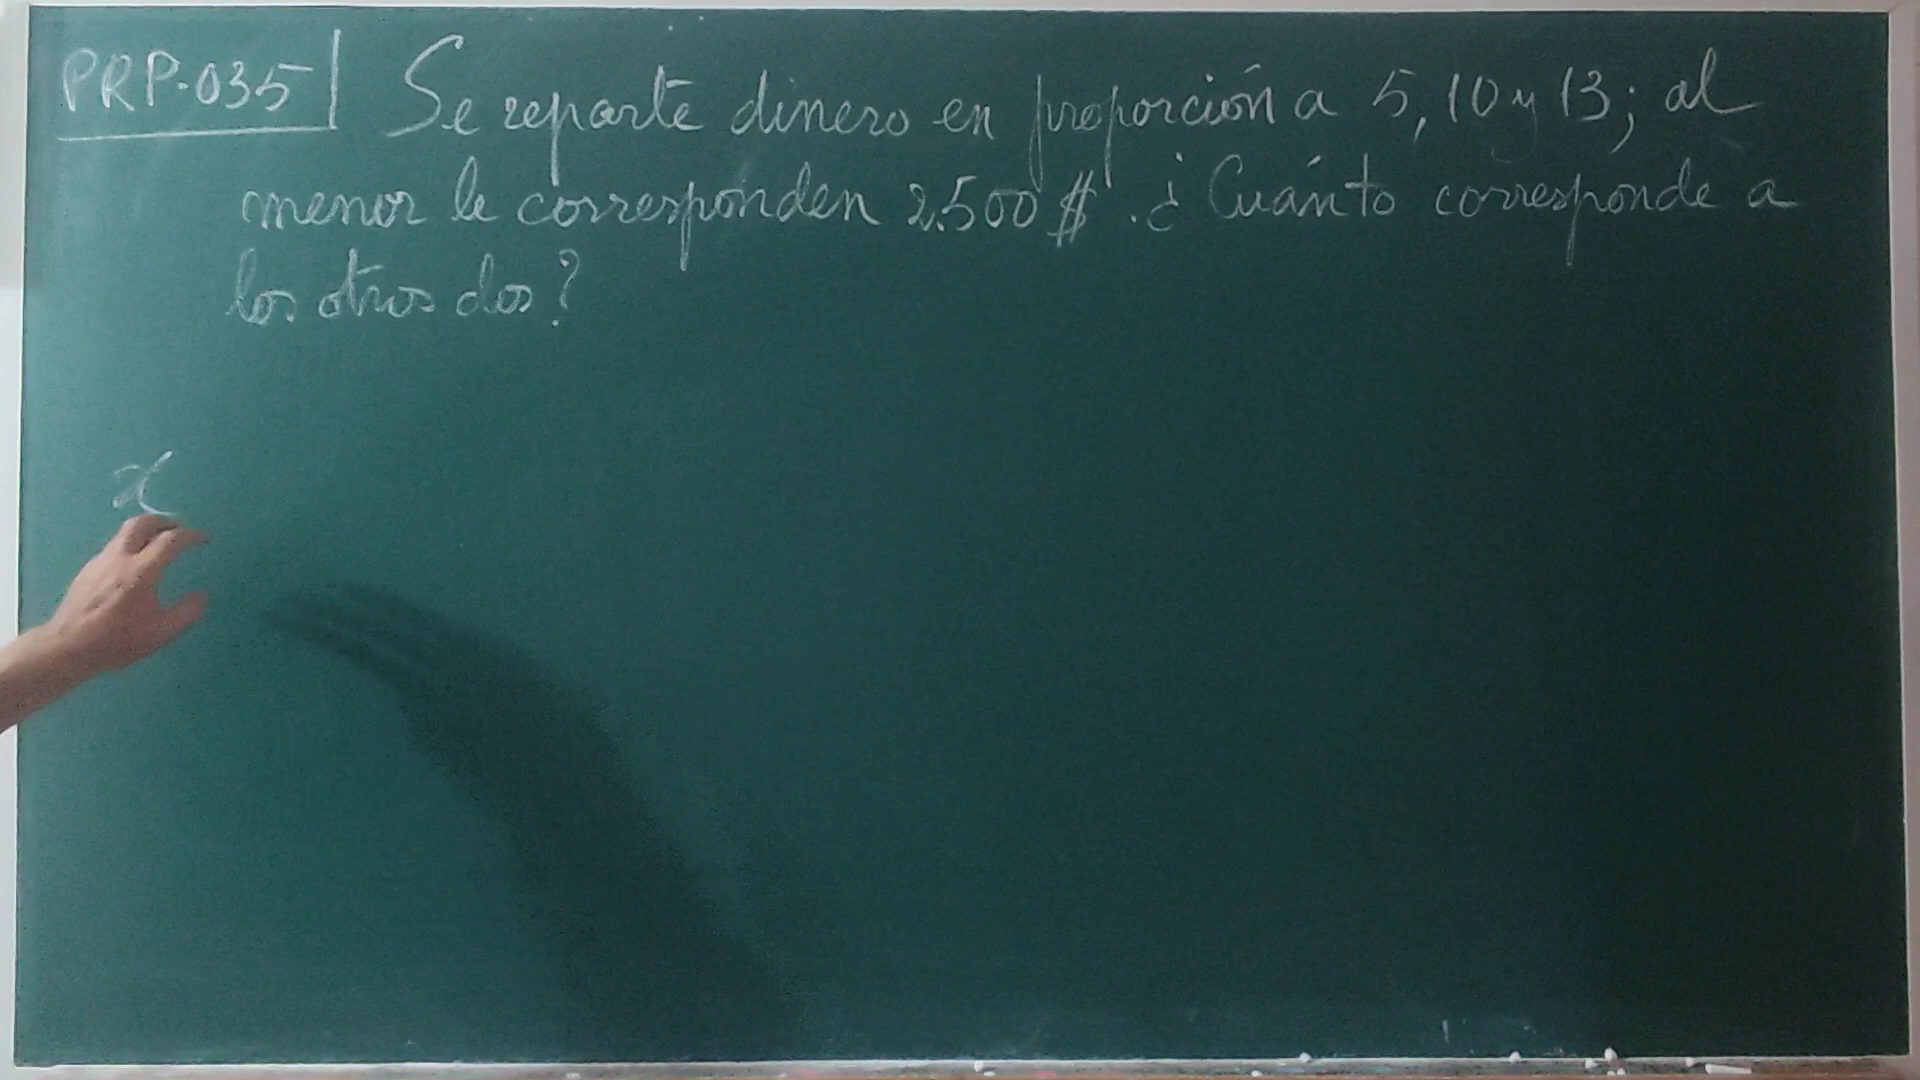 PRP-035 Se reparte dinero en proporción a 5, 10 y 13; al
menor le corresponden 2.500 $. ¿Cuánto corresponde a
los otros dos?
x